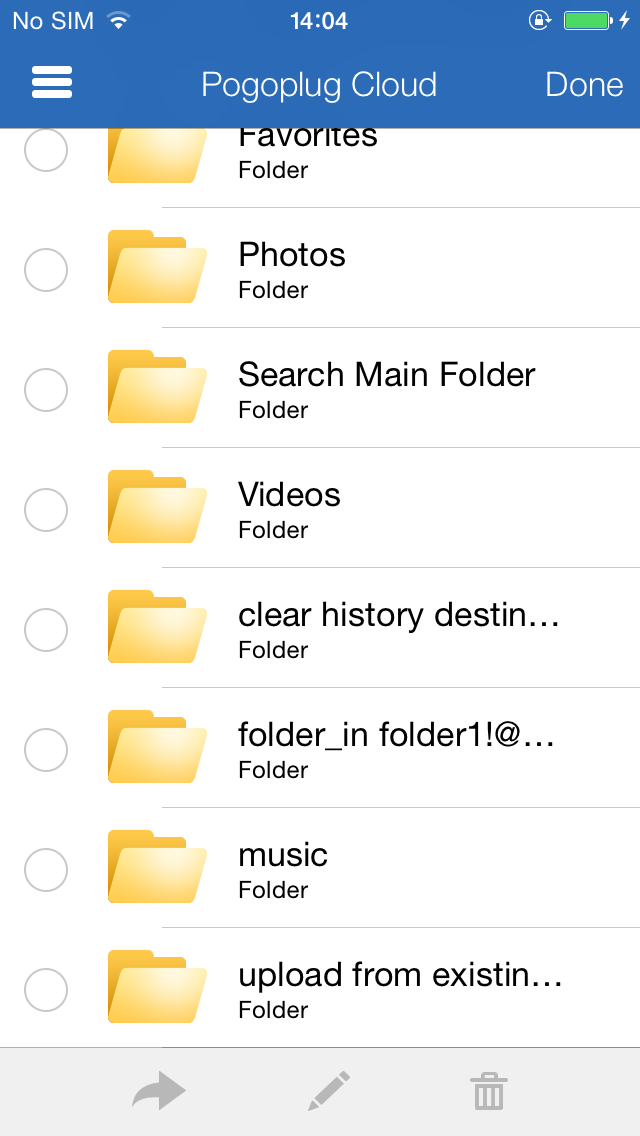 No SIM 14:04
Pogoplug Cloud Done
Favorites
Folder
Photos
Folder
Search Main Folder
Folder
Videos
Folder
clear history destin...
Folder
folder_in folder1!@...
Folder
music
Folder
upload from existin...
Folder